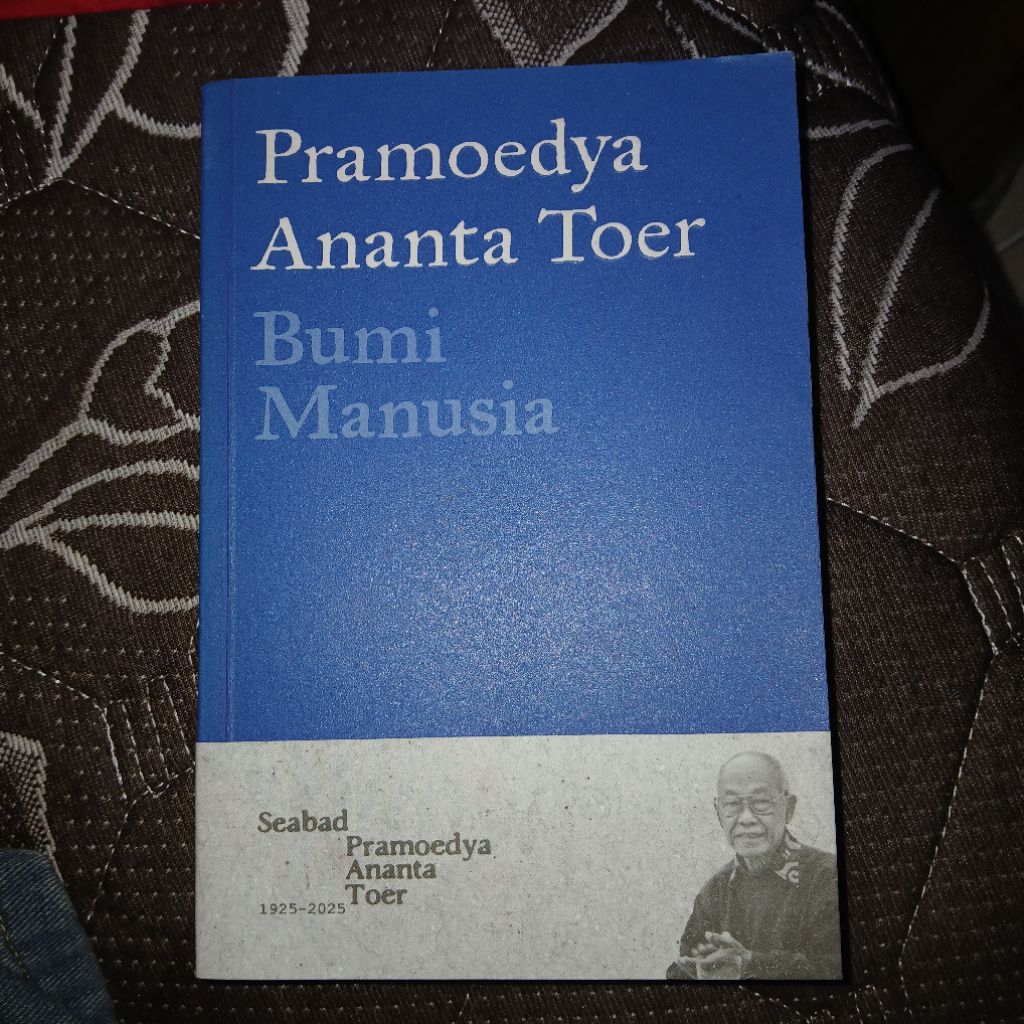 Pramoedya
Ananta Toer
Bumi
Manusia
Seabad
Pramoedya
Ananta
Toer
1925-2025